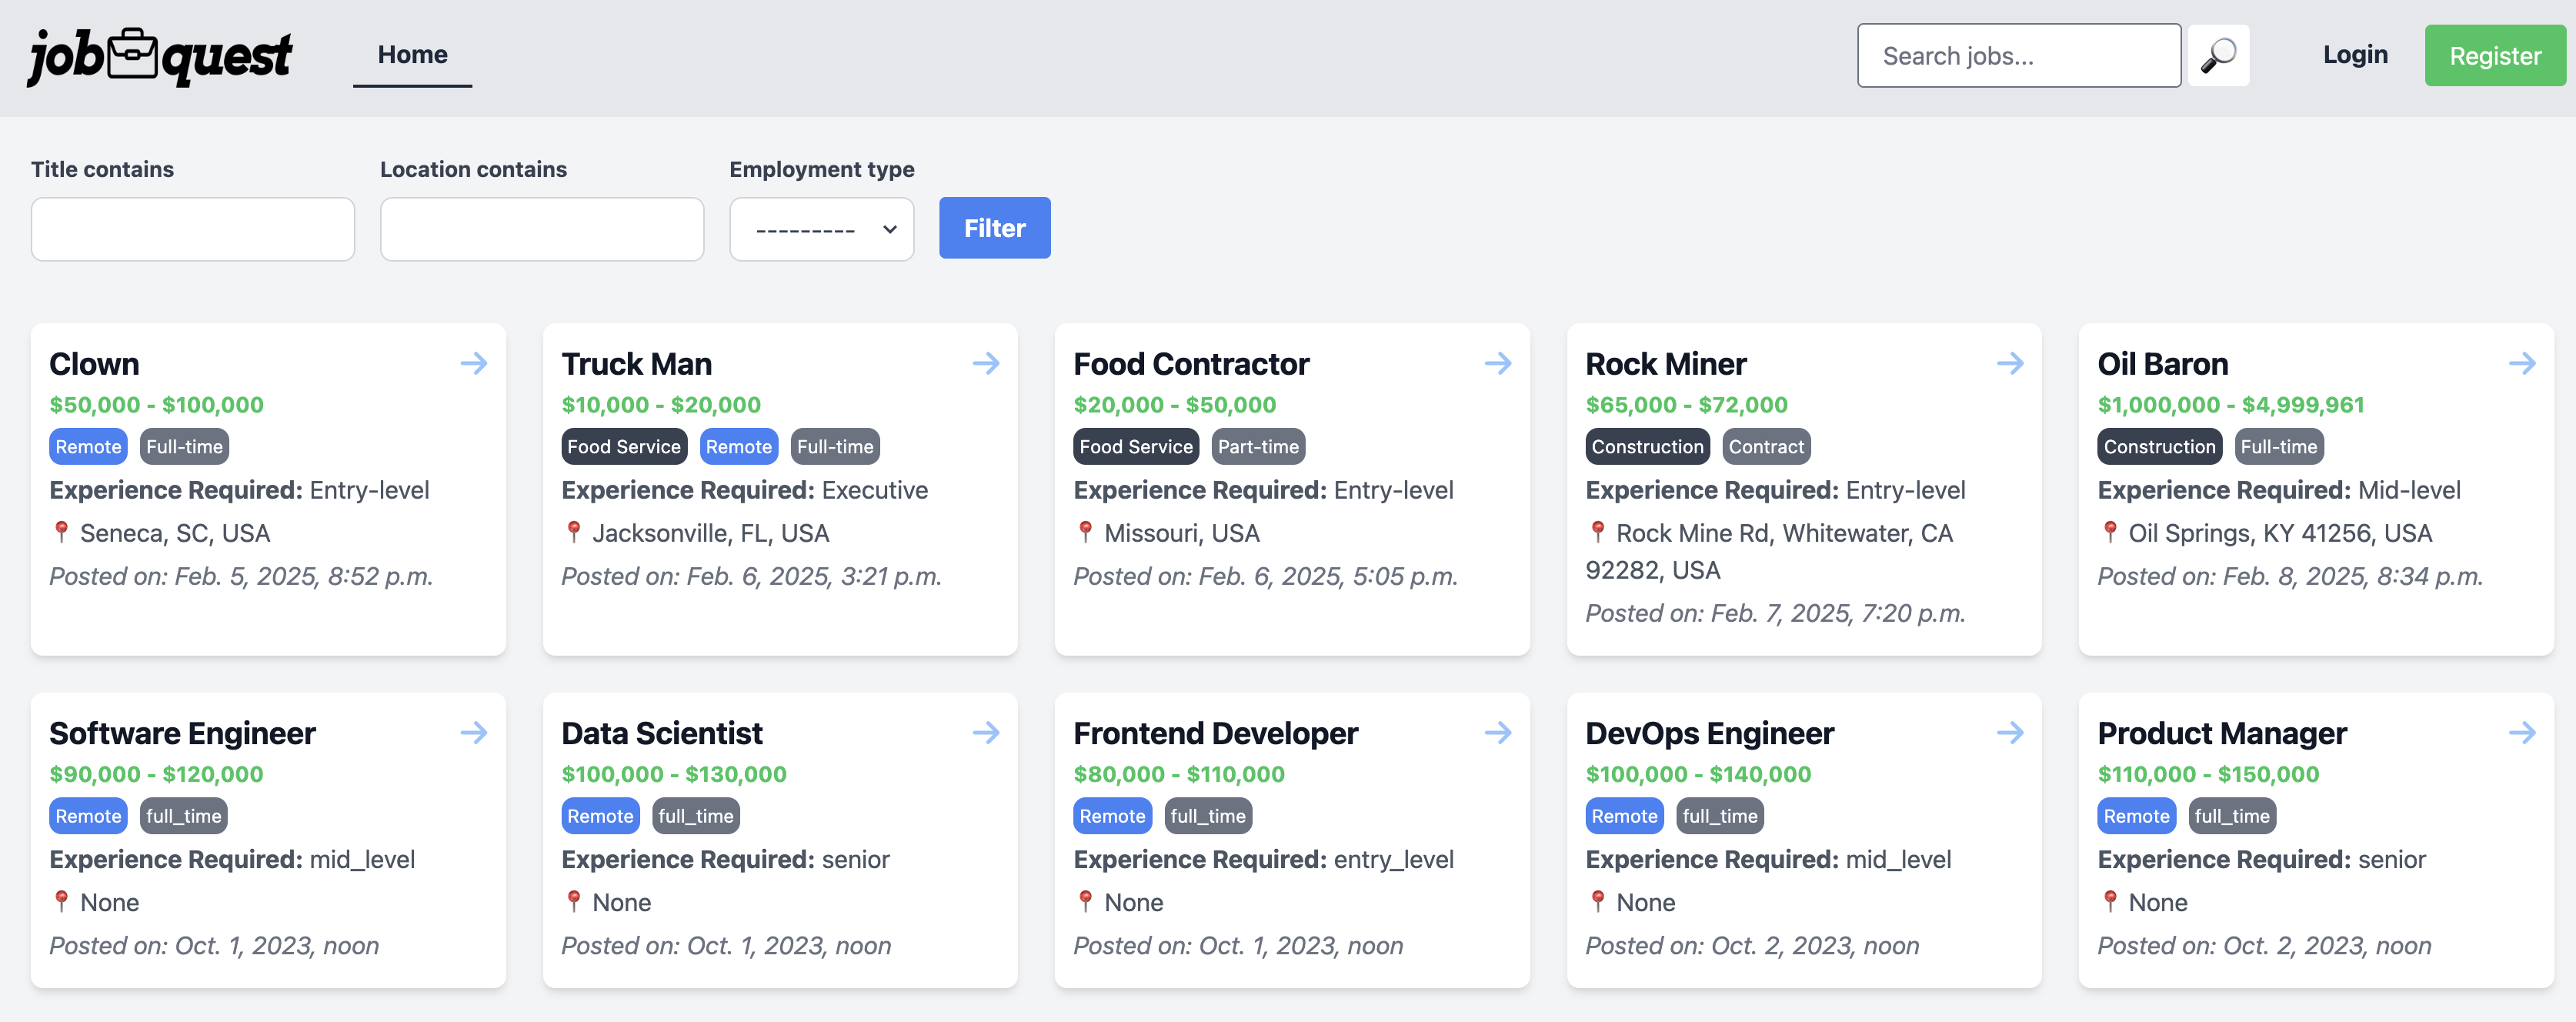 job quest Home Search jobs... Login Register
Title contains Location contains Employment type
--------- Filter
Clown
$50,000 - $100,000
Remote Full-time
Experience Required: Entry-level
Seneca, SC, USA
Posted on: Feb. 5, 2025, 8:52 p.m.
Truck Man
$10,000 - $20,000
Food Service Remote Full-time
Experience Required: Executive
Jacksonville, FL, USA
Posted on: Feb. 6, 2025, 3:21 p.m.
Food Contractor
$20,000 - $50,000
Food Service Part-time
Experience Required: Entry-level
Missouri, USA
Posted on: Feb. 6, 2025, 5:05 p.m.
Rock Miner
$65,000 - $72,000
Construction Contract
Experience Required: Entry-level
Rock Mine Rd, Whitewater, CA
92282, USA
Posted on: Feb. 7, 2025, 7:20 p.m.
Oil Baron
$1,000,000 - $4,999,961
Construction Full-time
Experience Required: Mid-level
Oil Springs, KY 41256, USA
Posted on: Feb. 8, 2025, 8:34 p.m.
Software Engineer
$90,000 - $120,000
Remote full_time
Experience Required: mid_level
None
Posted on: Oct. 1, 2023, noon
Data Scientist
$100,000 - $130,000
Remote full_time
Experience Required: senior
None
Posted on: Oct. 1, 2023, noon
Frontend Developer
$80,000 - $110,000
Remote full_time
Experience Required: entry_level
None
Posted on: Oct. 1, 2023, noon
DevOps Engineer
$100,000 - $140,000
Remote full_time
Experience Required: mid_level
None
Posted on: Oct. 2, 2023, noon
Product Manager
$110,000 - $150,000
Remote full_time
Experience Required: senior
None
Posted on: Oct. 2, 2023, noon